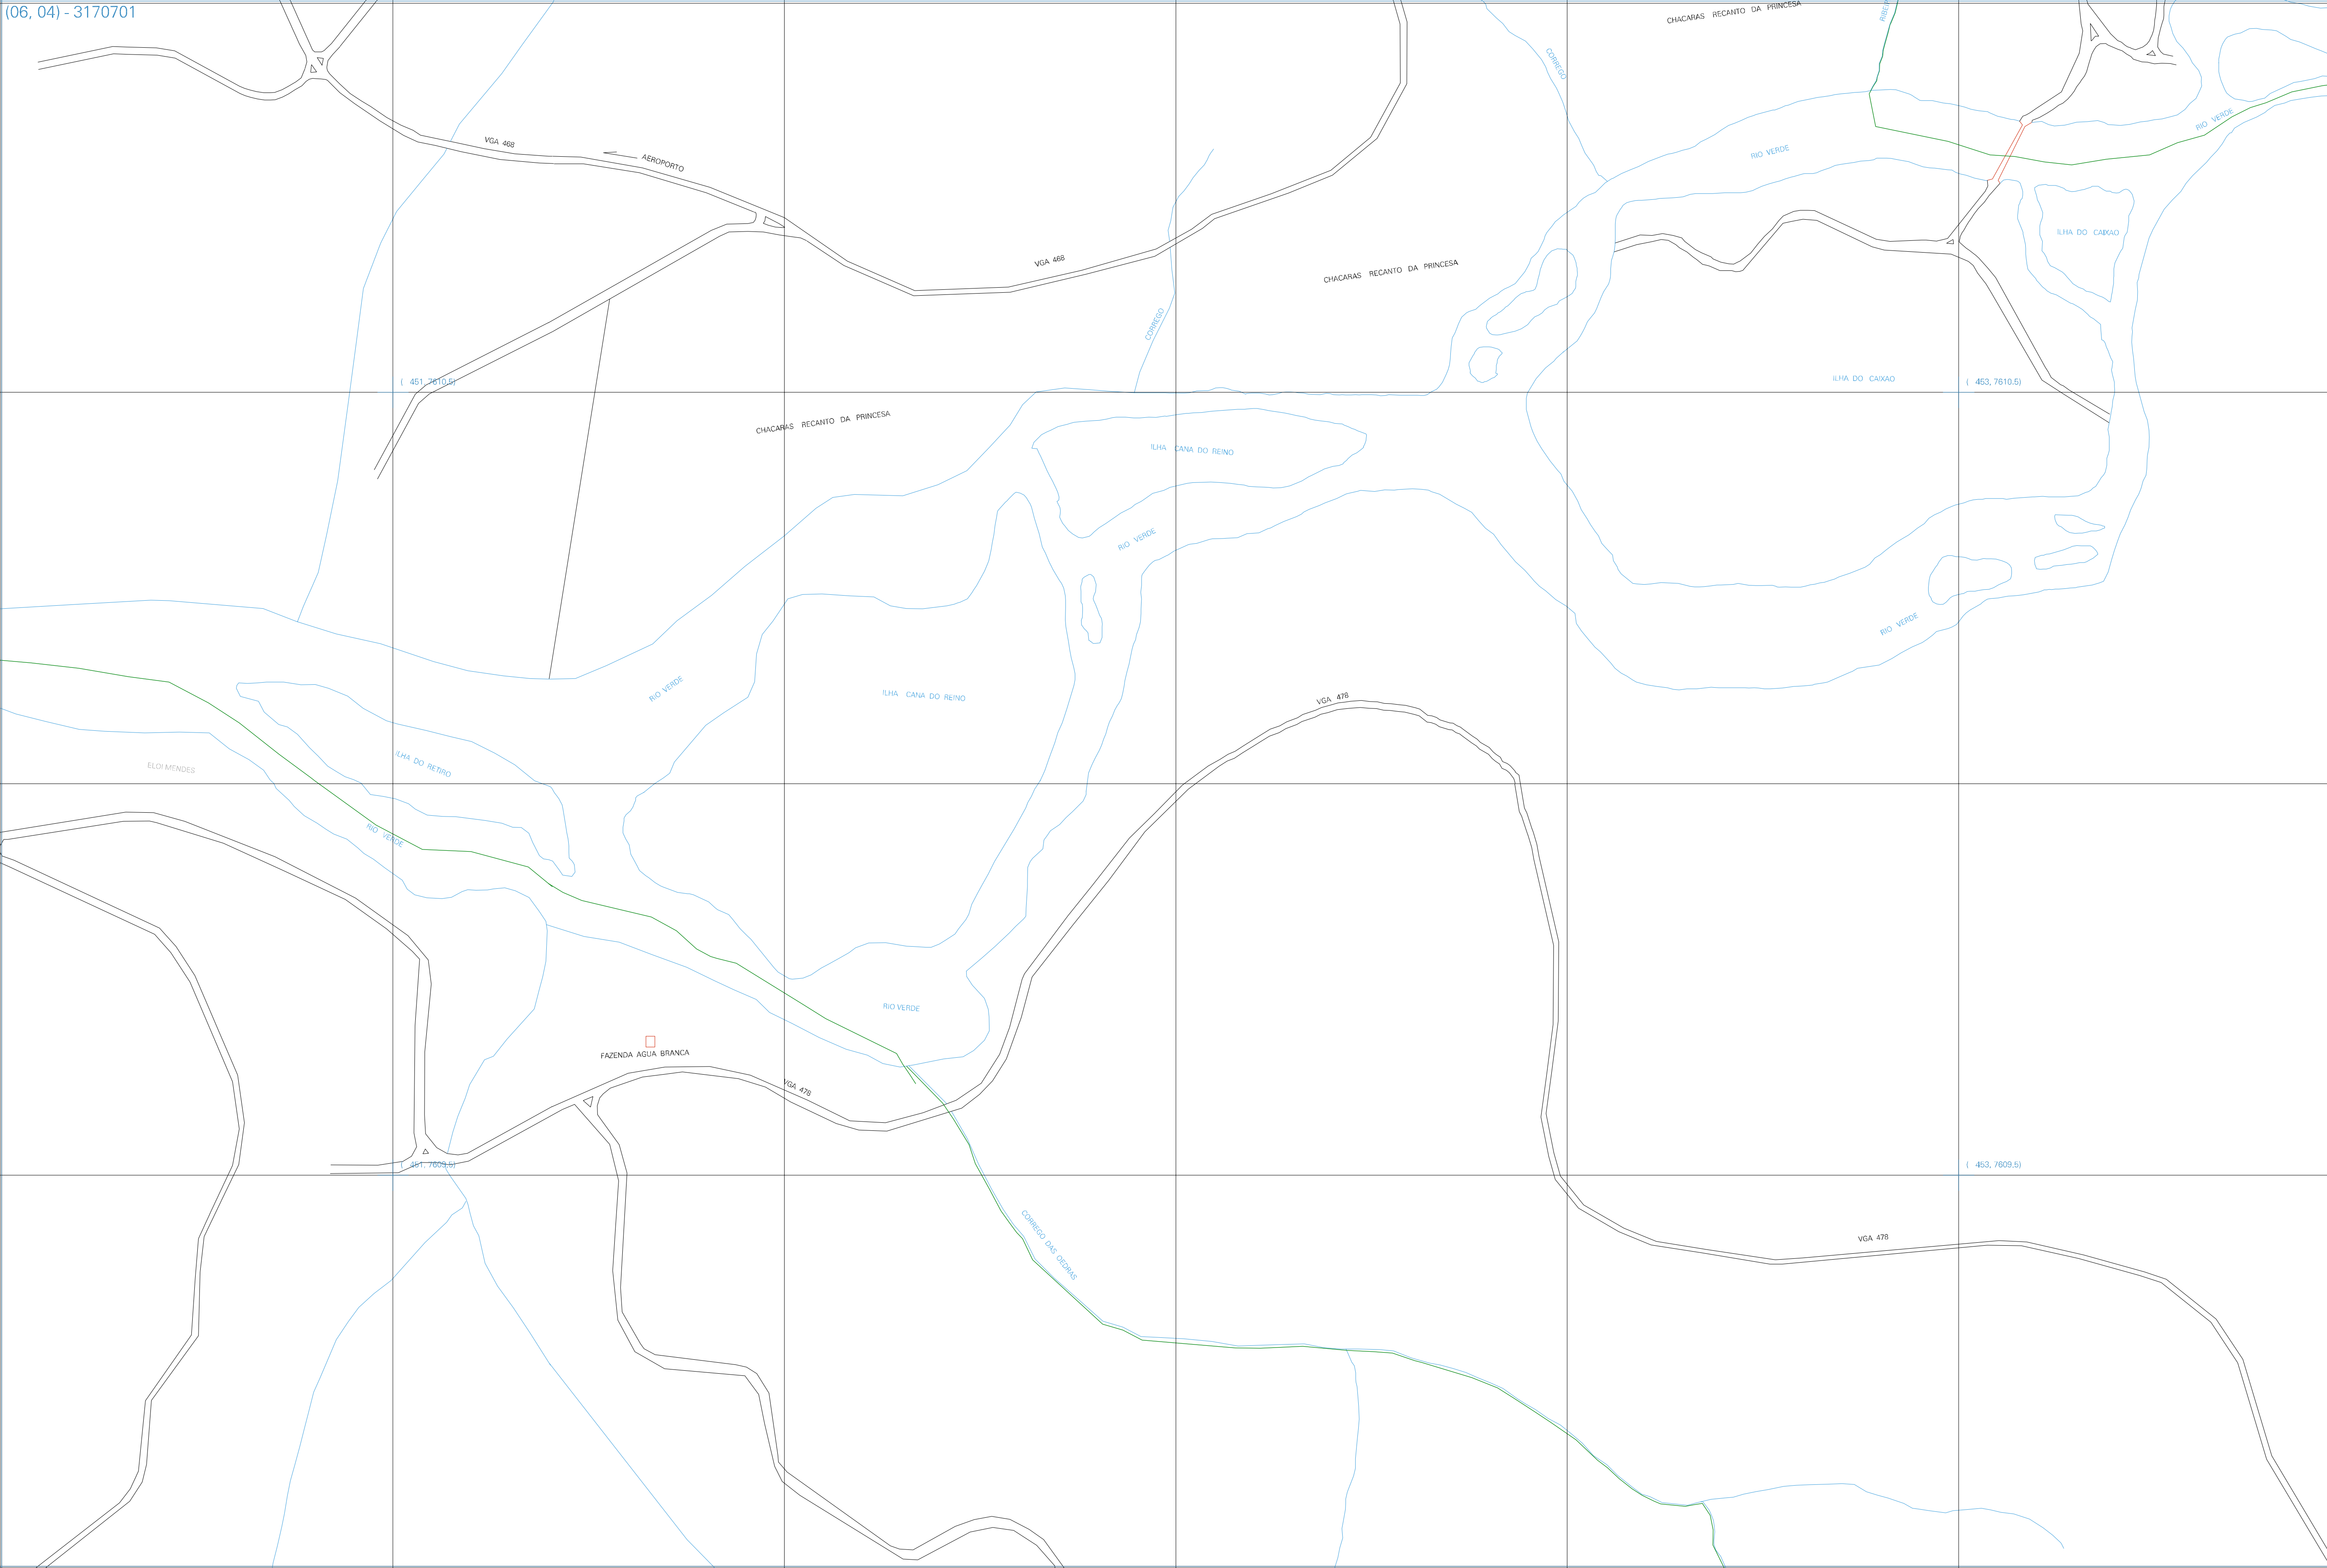 (06, 04) - 3170701
CHACARAS RECANTO DA PRINCESA
CORREGO
VGA 468
AEROPORTO
RIO VERDE
RIO VERDE
ILHA DO CAIXAO
VGA 468
CHACARAS RECANTO DA PRINCESA
CORREGO
( 451, 7610.5)
ILHA DO CAIXAO
( 453, 7610.5)
CHACARAS RECANTO DA PRINCESA
ILHA CANA DO REINO
RIO VERDE
RIO VERDE
RIO VERDE
ILHA CANA DO REINO
VGA 478
ELOI MENDES
ILHA DO RETIRO
RIO VERDE
RIO VERDE
FAZENDA AGUA BRANCA
VGA 478
( 451, 7609.5)
( 453, 7609.5)
CORREGO DAS DEDRAS
VGA 478